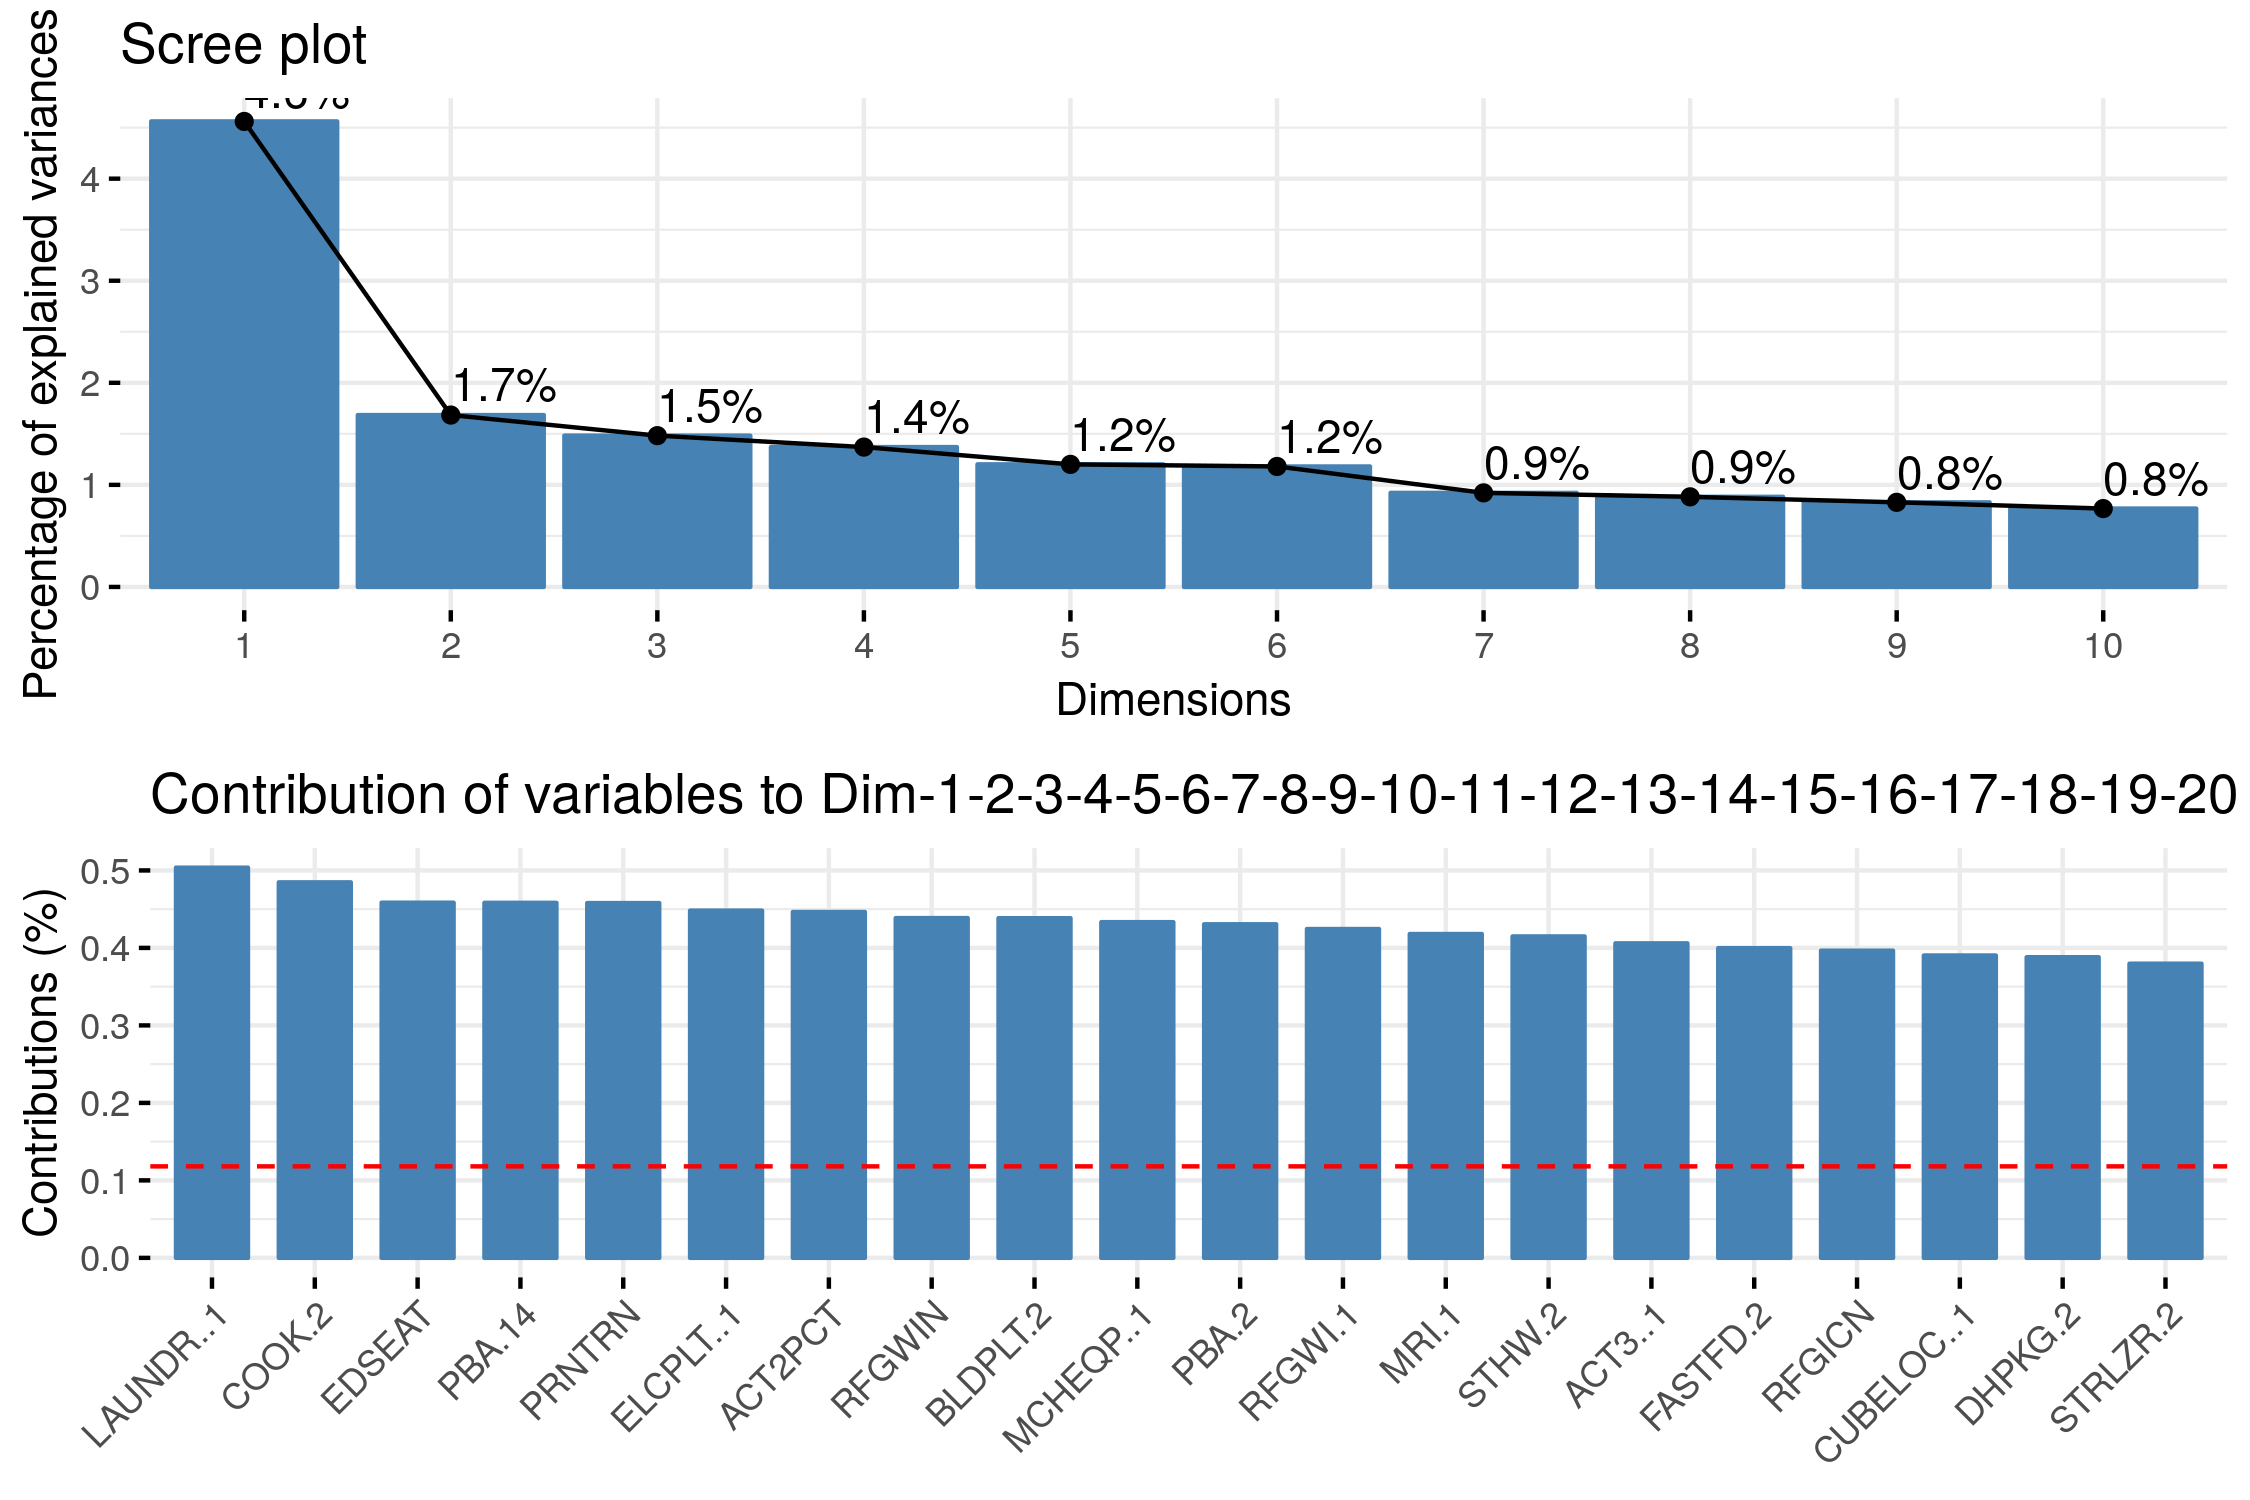 Scree plot
Percentage of explained variances
4
3
2
1
0
1.7%
1.5%
1.4%
1.2%
1.2%
0.9%
0.9%
0.8%
0.8%
1 2 3 4 5 6 7 8 9 10
Dimensions
Contribution of variables to Dim-1-2-3-4-5-6-7-8-9-10-11-12-13-14-15-16-17-18-19-20
Contributions (%)
0.5
0.4
0.3
0.2
0.1
0.0
LAUNDR..1
COOK.2
EDSEAT
PBA.14
PRNTRN
ELCPLT..1
ACT2PCT
RFGWIN
BLDPLT.2
MCHEQP..1
PBA.2
RFGWI.1
MRI.1
STHW.2
ACT3..1
FASTFD.2
RFGICN
CUBELOC..1
DHPKG.2
STRLZR.2